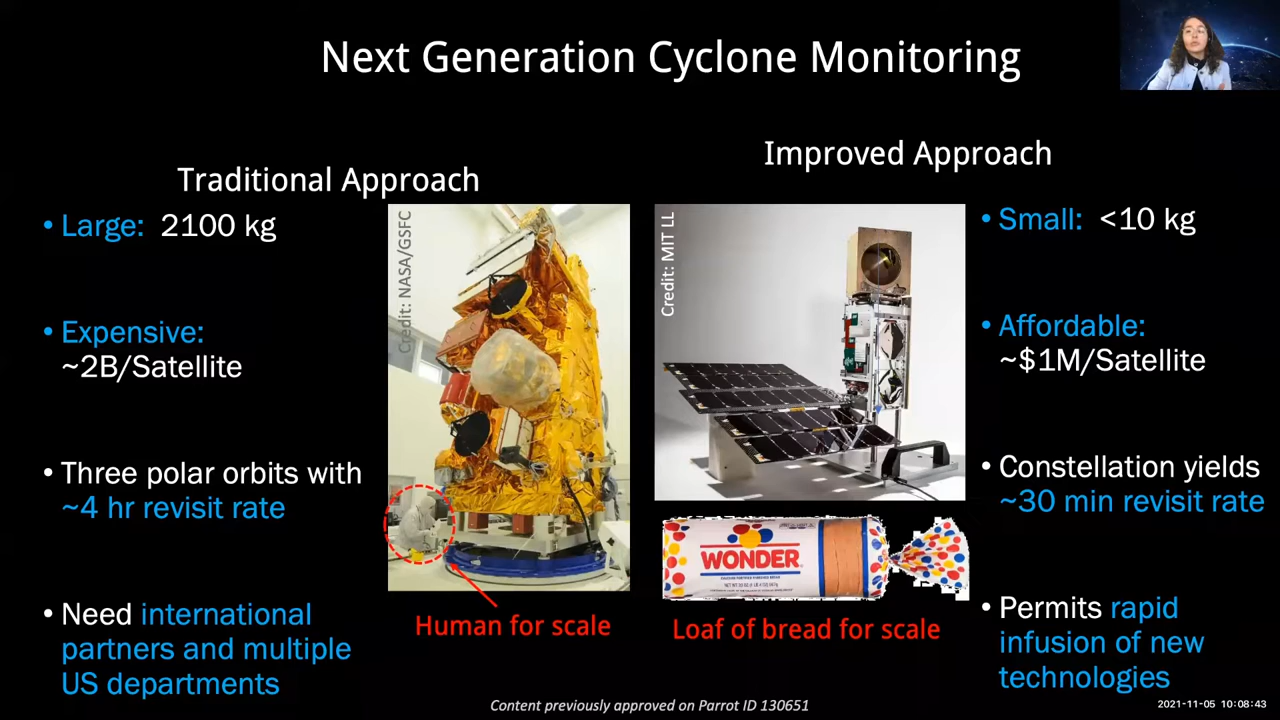 Next Generation Cyclone Monitoring
Traditional Approach
• Large: 2100 kg
• Expensive:
~2B/Satellite
• Three polar orbits with
~4 hr revisit rate
• Need international
partners and multiple
US departments
Credit: NASA/GSFC
Human for scale
Improved Approach
Credit: MIT LL
WONDER
Loaf of bread for scale
• Small: <10 kg
• Affordable:
~$1M/Satellite
• Constellation yields
~30 min revisit rate
• Permits rapid
infusion of new
technologies
Content previously approved on Parrot ID 130651
2021-11-05 10:08:43